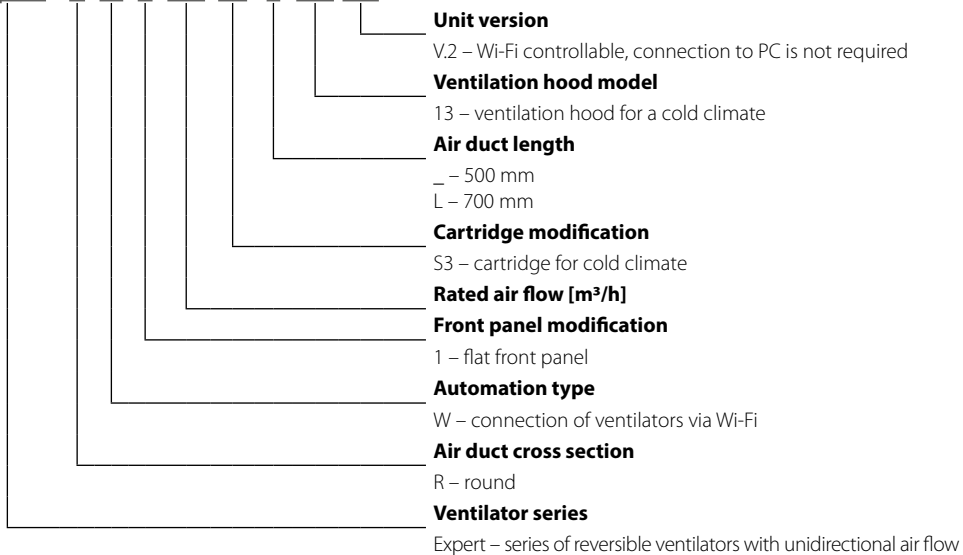 Unit version
V.2 – Wi-Fi controllable, connection to PC is not required
Ventilation hood model
13 – ventilation hood for a cold climate
Air duct length
_ – 500 mm
L – 700 mm
Cartridge modification
S3 – cartridge for cold climate
Rated air flow [m³/h]
Front panel modification
1 – flat front panel
Automation type
W – connection of ventilators via Wi-Fi
Air duct cross section
R – round
Ventilator series
Expert – series of reversible ventilators with unidirectional air flow